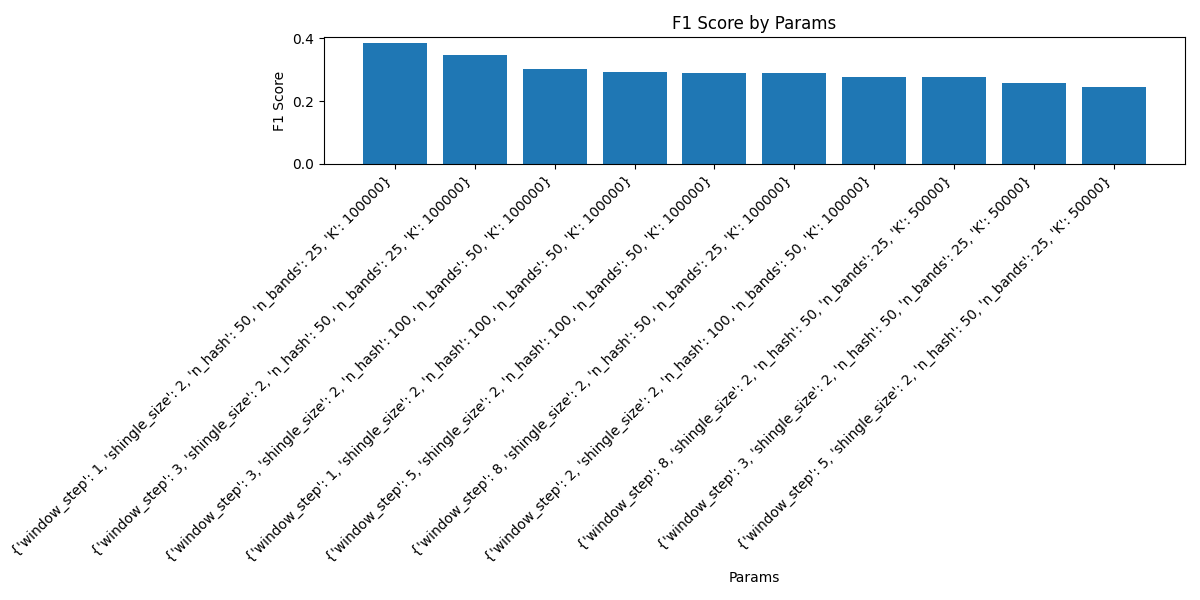 F1 Score by Params
F1 Score
0.4
0.2
0.0
{'window_step': 1, 'shingle_size': 2, 'n_hash': 50, 'n_bands': 25, 'K': 100000}
{'window_step': 3, 'shingle_size': 2, 'n_hash': 50, 'n_bands': 25, 'K': 100000}
{'window_step': 3, 'shingle_size': 2, 'n_hash': 100, 'n_bands': 50, 'K': 100000}
{'window_step': 1, 'shingle_size': 2, 'n_hash': 100, 'n_bands': 50, 'K': 100000}
{'window_step': 5, 'shingle_size': 2, 'n_hash': 100, 'n_bands': 50, 'K': 100000}
{'window_step': 8, 'shingle_size': 2, 'n_hash': 50, 'n_bands': 25, 'K': 100000}
{'window_step': 2, 'shingle_size': 2, 'n_hash': 100, 'n_bands': 50, 'K': 100000}
{'window_step': 8, 'shingle_size': 2, 'n_hash': 50, 'n_bands': 25, 'K': 50000}
{'window_step': 3, 'shingle_size': 2, 'n_hash': 50, 'n_bands': 25, 'K': 50000}
{'window_step': 5, 'shingle_size': 2, 'n_hash': 50, 'n_bands': 25, 'K': 50000}
Params